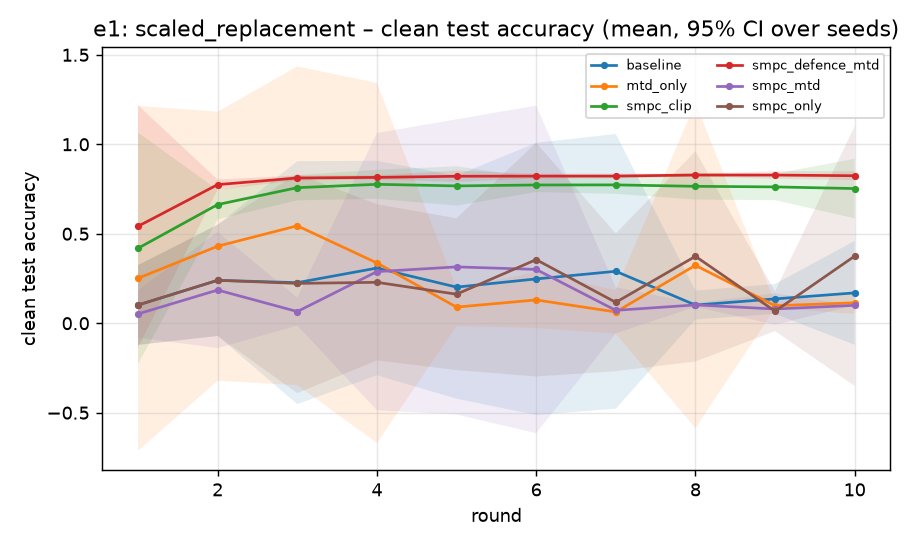 e1: scaled_replacement – clean test accuracy (mean, 95% CI over seeds)
baseline
mtd_only
smpc_clip
smpc_defence_mtd
smpc_mtd
smpc_only
clean test accuracy
1.5
1.0
0.5
0.0
−0.5
2 4 6 8 10
round